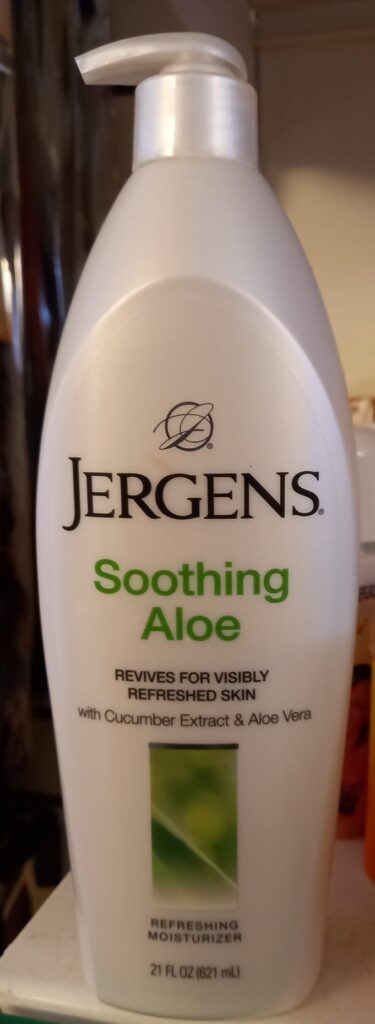 JERGENS®
Soothing
Aloe
REVIVES FOR VISIBLY
REFRESHED SKIN
with Cucumber Extract & Aloe Vera
REFRESHING
MOISTURIZER
21 FL OZ (621 mL)